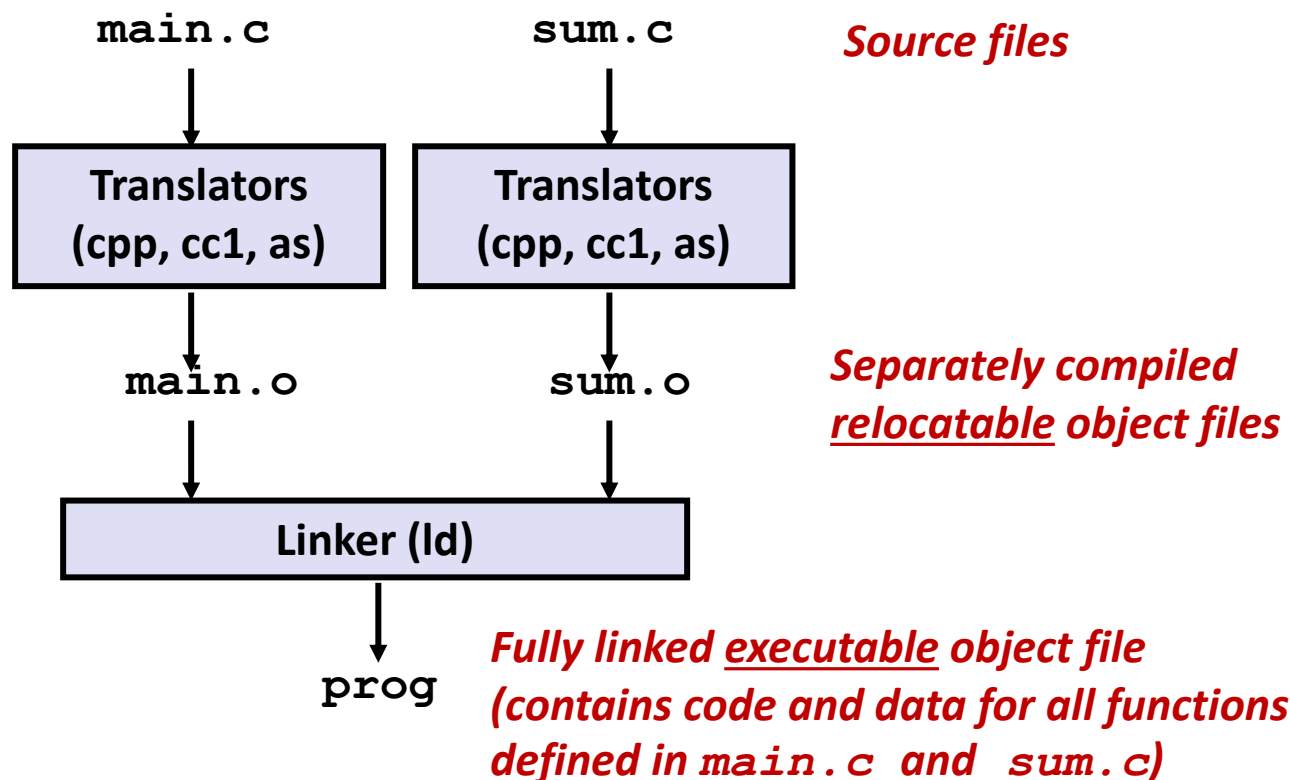 main.c
sum.c
Source files
Translators
(cpp, cc1, as)
Translators
(cpp, cc1, as)
main.o
sum.o
Separately compiled
relocatable object files
Linker (ld)
prog
Fully linked executable object file
(contains code and data for all functions
defined in main.c and sum.c)